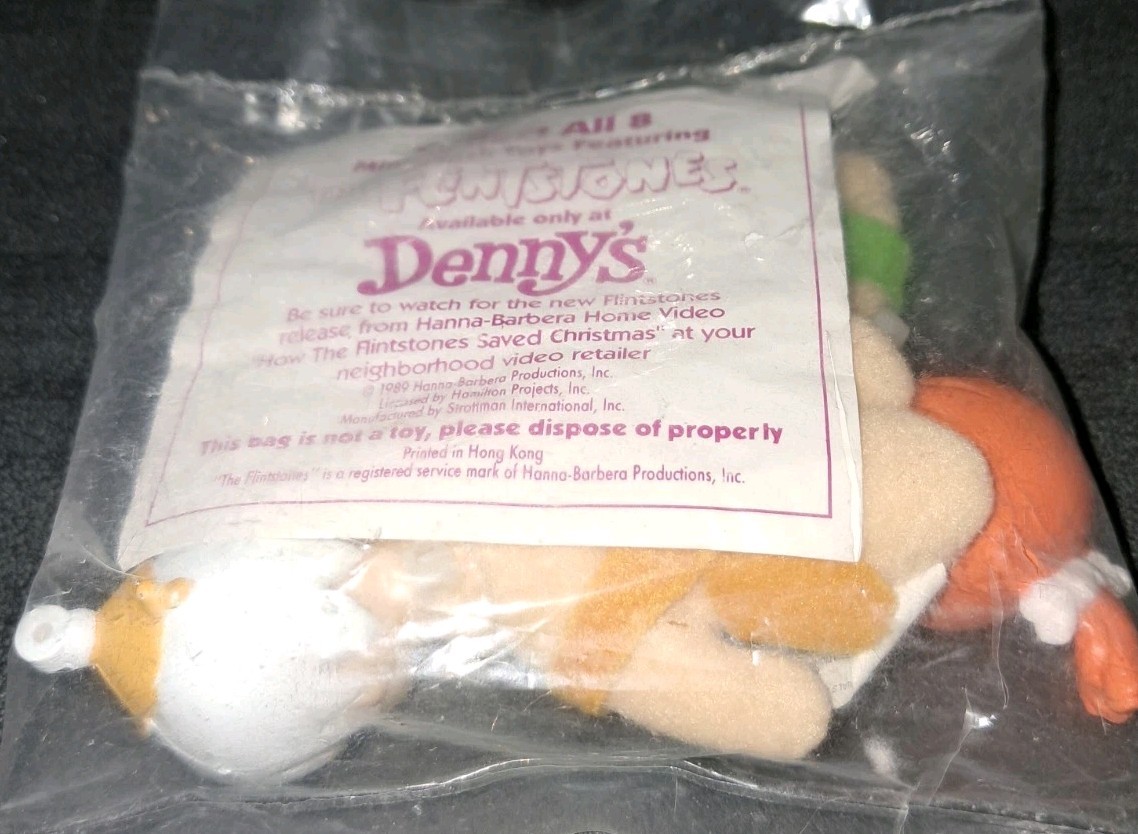 All 8
Toys Featuring
FLINTSTONES™
Available only at
Denny's
Be sure to watch for the new Flintstones
release from Hanna-Barbera Home Video
"How The Flintstones Saved Christmas" at your
neighborhood video retailer
© 1989 Hanna-Barbera Productions, Inc.
Licensed by Hamilton Projects, Inc.
Manufactured by Strottman International, Inc.
This bag is not a toy, please dispose of properly
Printed in Hong Kong
"The Flintstones" is a registered service mark of Hanna-Barbera Productions, Inc.